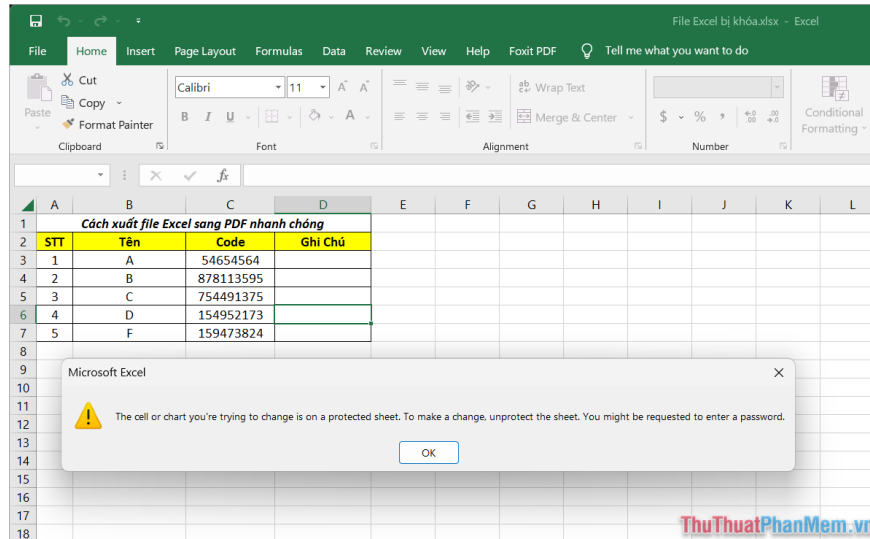 File Excel bị khóa.xlsx - Excel
File Home Insert Page Layout Formulas Data Review View Help Foxit PDF Tell me what you want to do
Paste
Cut
Copy
Format Painter
Clipboard
Calibri 11 A A
B I U A
Font
ab Wrap Text
Merge & Center
Alignment
$ % , .00
Number
Conditional
Formatting
fx
A B C D E F G H I J K L
1 Cách xuất file Excel sang PDF nhanh chóng
2 STT Tên Code Ghi Chú
3 1 A 54654564
4 2 B 878113595
5 3 C 754491375
6 4 D 154952173
7 5 F 159473824
8
9
10
11
12
13
14
15
16
17
18
Microsoft Excel
The cell or chart you're trying to change is on a protected sheet. To make a change, unprotect the sheet. You might be requested to enter a password.
OK
ThuThuatPhanMem.vn